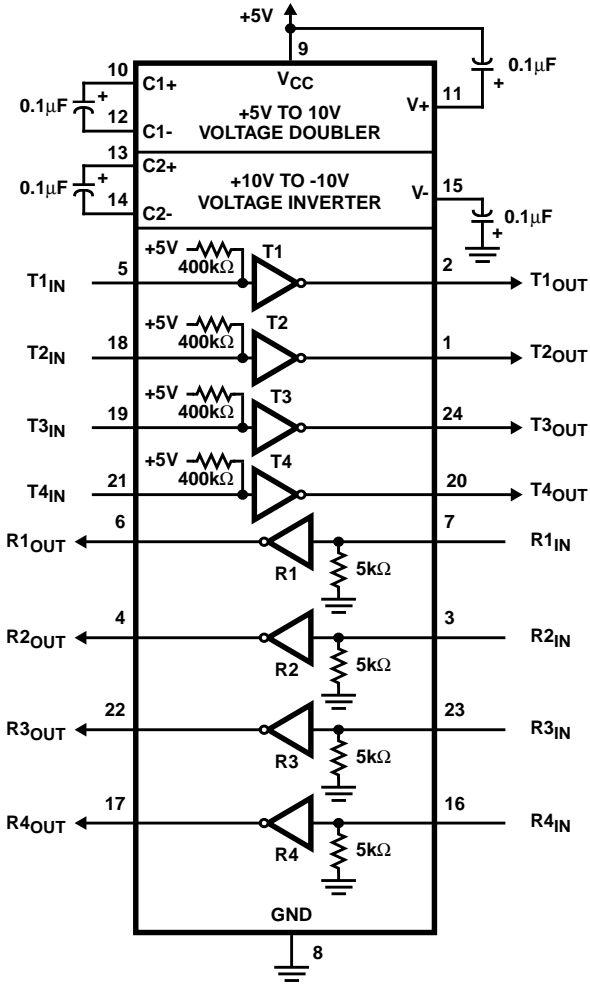 +5V
9
10
C1+
VCC
0.1μF
+
0.1μF
+
12
C1-
+5V TO 10V
VOLTAGE DOUBLER
V+
11
13
C2+
0.1μF
+
14
C2-
+10V TO -10V
VOLTAGE INVERTER
V-
15
0.1μF
+
+5V
400kΩ
T1
T1IN
5
2
T1OUT
+5V
400kΩ
T2
T2IN
18
1
T2OUT
+5V
400kΩ
T3
T3IN
19
24
T3OUT
+5V
400kΩ
T4
T4IN
21
20
T4OUT
R1OUT
6
7
R1IN
R1
5kΩ
R2OUT
4
3
R2IN
R2
5kΩ
R3OUT
22
23
R3IN
R3
5kΩ
R4OUT
17
16
R4IN
R4
5kΩ
GND
8